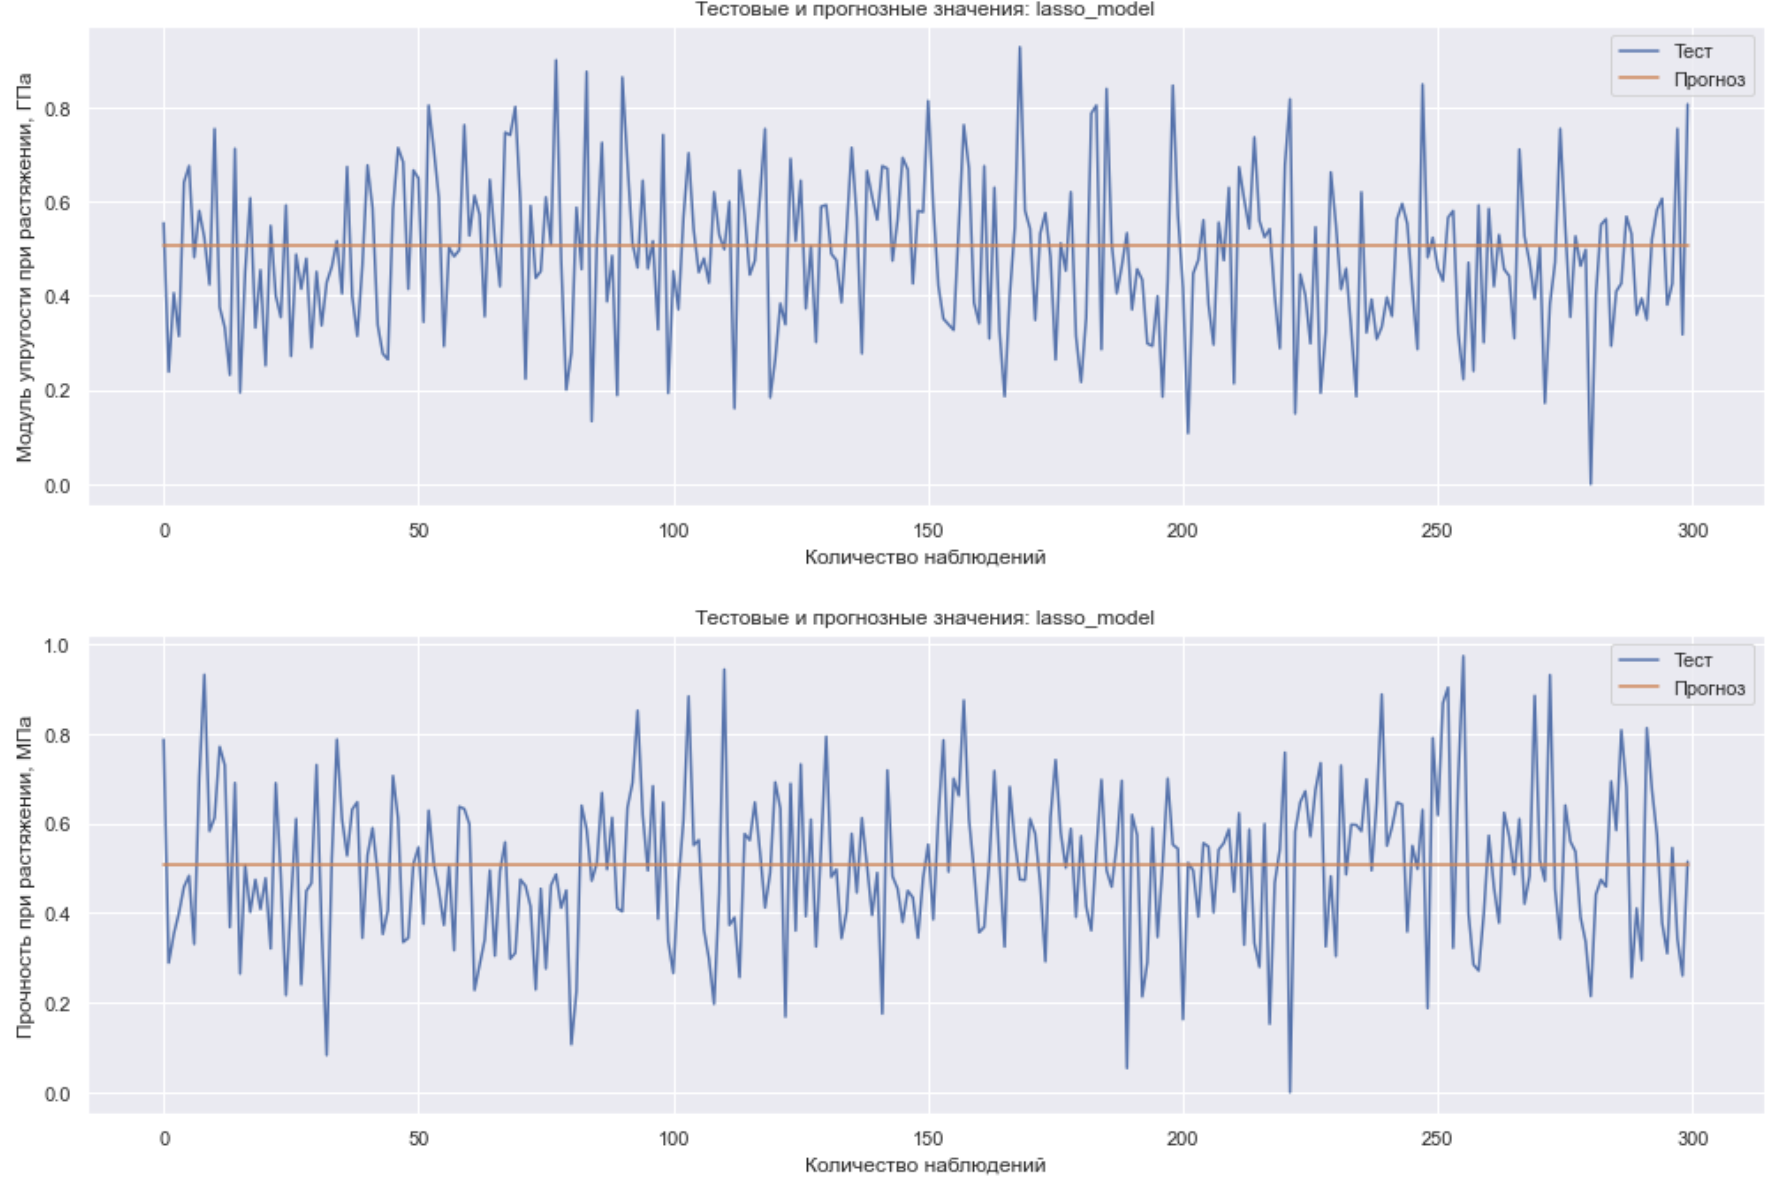 Тестовые и прогнозные значения: lasso_model
Модуль упругости при растяжении, ГПа
0.8
0.6
0.4
0.2
0.0
Тест
Прогноз
0 50 100 150 200 250 300
Количество наблюдений
Тестовые и прогнозные значения: lasso_model
Прочность при растяжении, МПа
1.0
0.8
0.6
0.4
0.2
0.0
Тест
Прогноз
0 50 100 150 200 250 300
Количество наблюдений